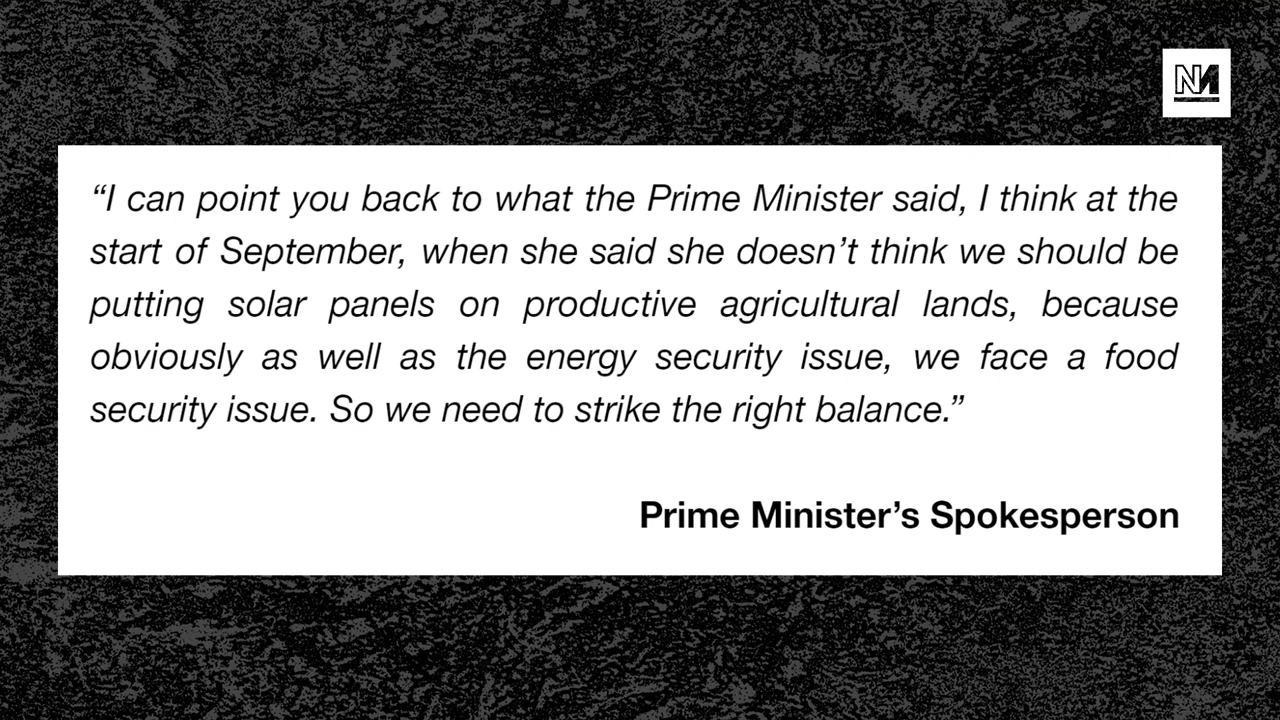 NM
“I can point you back to what the Prime Minister said, I think at the
start of September, when she said she doesn’t think we should be
putting solar panels on productive agricultural lands, because
obviously as well as the energy security issue, we face a food
security issue. So we need to strike the right balance.”
Prime Minister’s Spokesperson